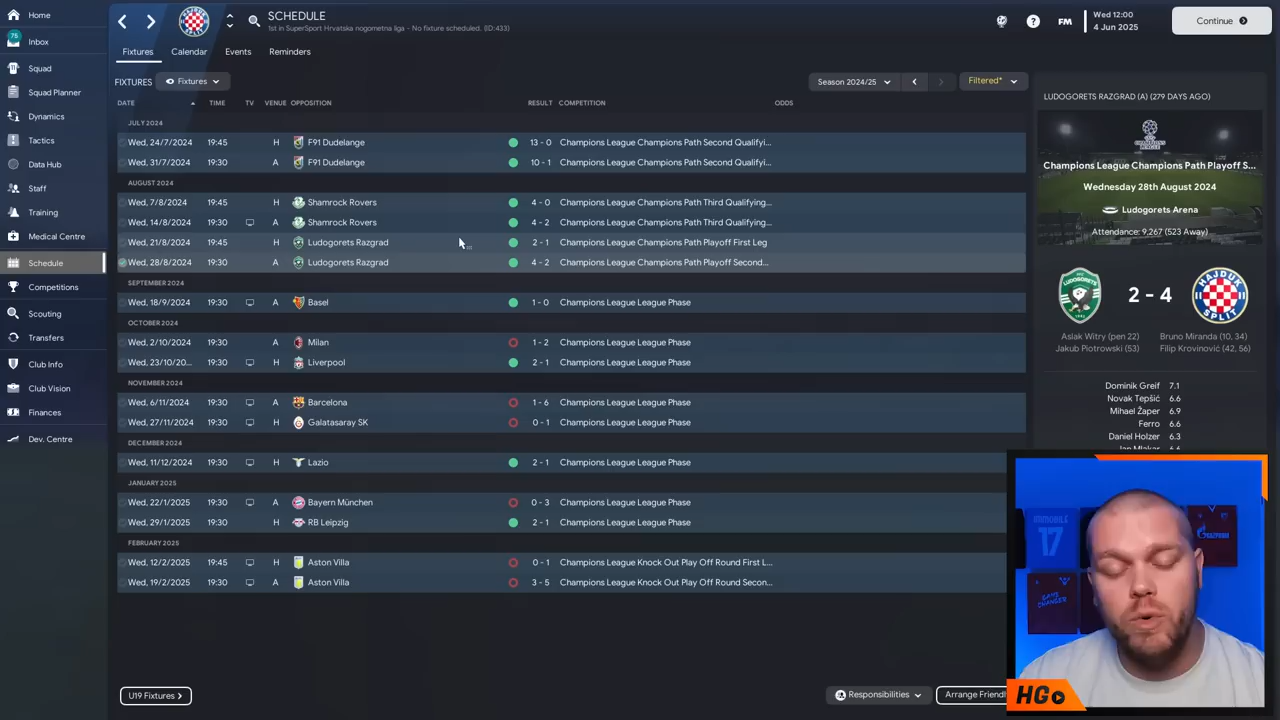 Home
75
Inbox
Squad
Squad Planner
Dynamics
Tactics
Data Hub
Staff
Training
Medical Centre
Schedule
Competitions
Scouting
Transfers
Club Info
Club Vision
Finances
Dev. Centre
SCHEDULE
1st in SuperSport Hrvatska nogometna liga - No fixture scheduled. (ID:433)
FM
Wed 12:00
4 Jun 2025
Continue
Fixtures Calendar Events Reminders
FIXTURES Fixtures Season 2024/25 Filtered*
DATE TIME TV VENUE OPPOSITION RESULT COMPETITION ODDS
JULY 2024
Wed, 24/7/2024 19:45 H F91 Dudelange 13 - 0 Champions League Champions Path Second Qualifyi...
Wed, 31/7/2024 19:30 A F91 Dudelange 10 - 1 Champions League Champions Path Second Qualifyi...
AUGUST 2024
Wed, 7/8/2024 19:45 H Shamrock Rovers 4 - 0 Champions League Champions Path Third Qualifying...
Wed, 14/8/2024 19:30 A Shamrock Rovers 4 - 2 Champions League Champions Path Third Qualifying...
Wed, 21/8/2024 19:45 H Ludogorets Razgrad 2 - 1 Champions League Champions Path Playoff First Leg
Wed, 28/8/2024 19:30 A Ludogorets Razgrad 4 - 2 Champions League Champions Path Playoff Second...
SEPTEMBER 2024
Wed, 18/9/2024 19:30 A Basel 1 - 0 Champions League League Phase
OCTOBER 2024
Wed, 2/10/2024 19:30 A Milan 1 - 2 Champions League League Phase
Wed, 23/10/20... 19:30 H Liverpool 2 - 1 Champions League League Phase
NOVEMBER 2024
Wed, 6/11/2024 19:30 A Barcelona 1 - 6 Champions League League Phase
Wed, 27/11/2024 19:30 H Galatasaray SK 0 - 1 Champions League League Phase
DECEMBER 2024
Wed, 11/12/2024 19:30 H Lazio 2 - 1 Champions League League Phase
JANUARY 2025
Wed, 22/1/2025 19:30 A Bayern München 0 - 3 Champions League League Phase
Wed, 29/1/2025 19:30 H RB Leipzig 2 - 1 Champions League League Phase
FEBRUARY 2025
Wed, 12/2/2025 19:45 H Aston Villa 0 - 1 Champions League Knock Out Play Off Round First L...
Wed, 19/2/2025 19:30 A Aston Villa 3 - 5 Champions League Knock Out Play Off Round Secon...
U19 Fixtures >
Responsibilities
Arrange Friendl
LUDOGORETS RAZGRAD (A) (279 DAYS AGO)
Champions League Champions Path Playoff S...
Wednesday 28th August 2024
Ludogorets Arena
Attendance: 9,267 (523 Away)
2 - 4
Aslak Witry (pen 22) Bruno Miranda (10, 34)
Jakub Piotrowski (53) Filip Krovinović (42, 56)
Dominik Greif 7.1
Novak Tepšić 6.6
Mihael Žaper 6.9
Ferro 6.6
Daniel Holzer 6.3
Jan Mlakar 6.6
IMMOBILE
17
GAZPROM
GAME CHANGER
HG